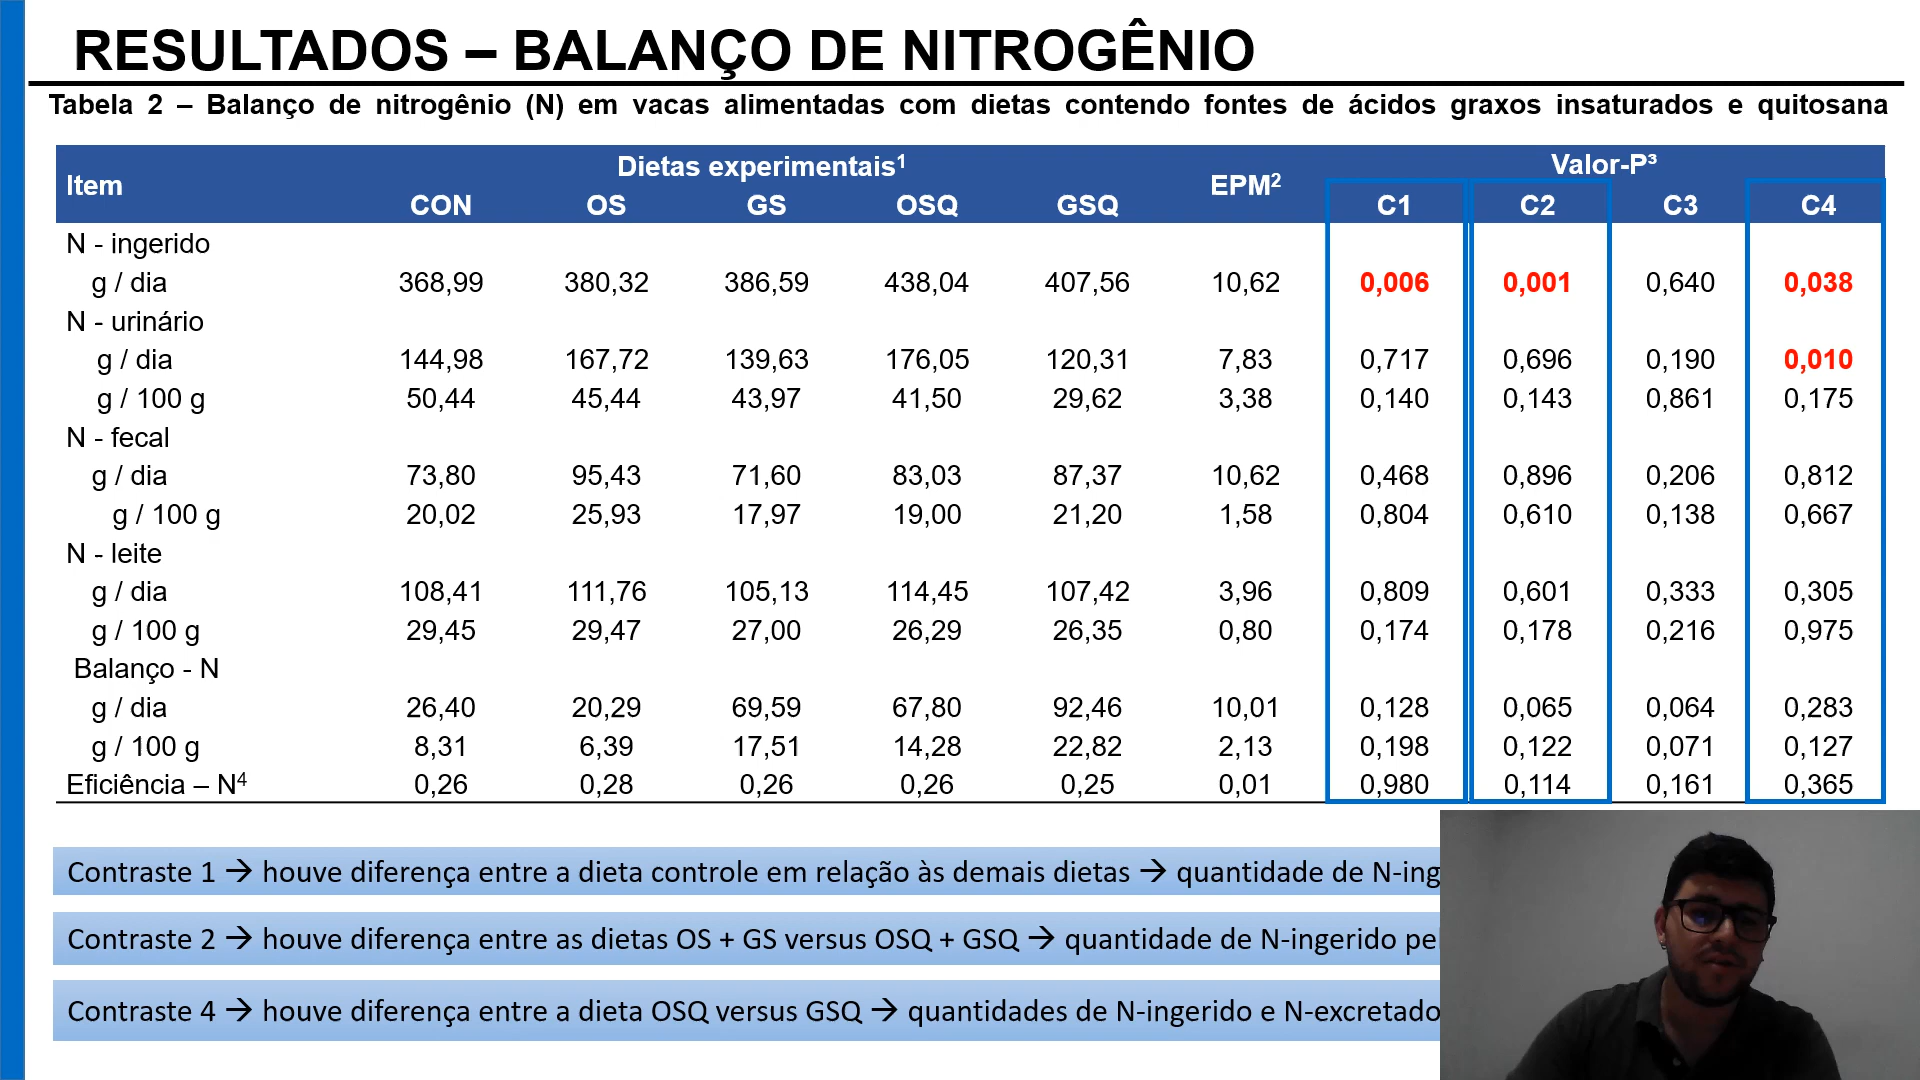 RESULTADOS – BALANÇO DE NITROGÊNIO
Tabela 2 – Balanço de nitrogênio (N) em vacas alimentadas com dietas contendo fontes de ácidos graxos insaturados e quitosana
Item Dietas experimentais¹ EPM² Valor-P³
CON OS GS OSQ GSQ C1 C2 C3 C4
N - ingerido
g / dia 368,99 380,32 386,59 438,04 407,56 10,62 0,006 0,001 0,640 0,038
N - urinário
g / dia 144,98 167,72 139,63 176,05 120,31 7,83 0,717 0,696 0,190 0,010
g / 100 g 50,44 45,44 43,97 41,50 29,62 3,38 0,140 0,143 0,861 0,175
N - fecal
g / dia 73,80 95,43 71,60 83,03 87,37 10,62 0,468 0,896 0,206 0,812
g / 100 g 20,02 25,93 17,97 19,00 21,20 1,58 0,804 0,610 0,138 0,667
N - leite
g / dia 108,41 111,76 105,13 114,45 107,42 3,96 0,809 0,601 0,333 0,305
g / 100 g 29,45 29,47 27,00 26,29 26,35 0,80 0,174 0,178 0,216 0,975
Balanço - N
g / dia 26,40 20,29 69,59 67,80 92,46 10,01 0,128 0,065 0,064 0,283
g / 100 g 8,31 6,39 17,51 14,28 22,82 2,13 0,198 0,122 0,071 0,127
Eficiência – N⁴ 0,26 0,28 0,26 0,26 0,25 0,01 0,980 0,114 0,161 0,365
Contraste 1 → houve diferença entre a dieta controle em relação às demais dietas → quantidade de N-ing
Contraste 2 → houve diferença entre as dietas OS + GS versus OSQ + GSQ → quantidade de N-ingerido pe
Contraste 4 → houve diferença entre a dieta OSQ versus GSQ → quantidades de N-ingerido e N-excretado